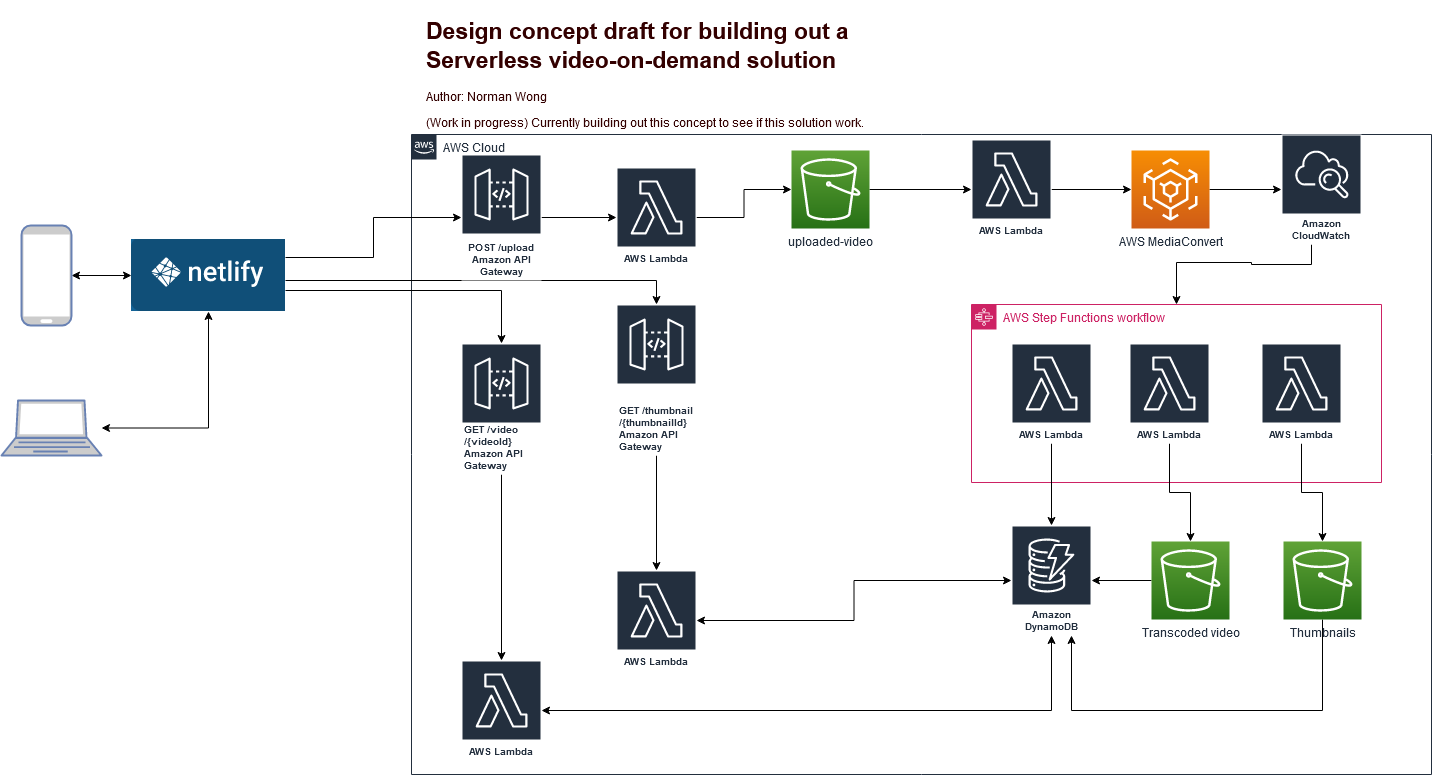 Design concept draft for building out a
Serverless video-on-demand solution
Author: Norman Wong
(Work in progress) Currently building out this concept to see if this solution work.
aws
AWS Cloud
POST /upload
Amazon API
Gateway
AWS Lambda
uploaded-video
AWS Lambda
AWS MediaConvert
Amazon
CloudWatch
netlify
</>
</>
</>
GET /video
/{videoId}
Amazon API
Gateway
GET /thumbnail
/{thumbnailId}
Amazon API
Gateway
AWS Step Functions workflow
AWS Lambda
AWS Lambda
AWS Lambda
Amazon
DynamoDB
Transcoded video
Thumbnails
AWS Lambda
AWS Lambda